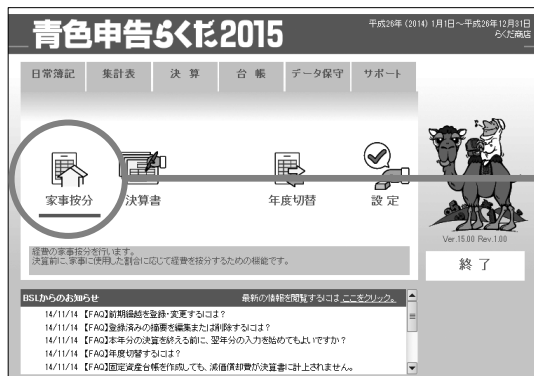 青色申告らくだ2015
平成26年 (2014) 1月1日～平成26年12月31日
らくだ商店
日常簿記 集計表 決 算 台 帳 データ保守 サポート
家事按分 決算書 年度切替 設 定
Ver.15.00 Rev.1.00
終 了
経費の家事按分を行います。
決算前に、家事に使用した割合に応じて経費を按分するための機能です。
BSLからのお知らせ 最新の情報を閲覧するには ここをクリック。
14/11/14 【FAQ】前期繰越を登録・変更するには？
14/11/14 【FAQ】登録済みの摘要を編集または削除するには？
14/11/14 【FAQ】本年分の決算を終える前に、翌年分の入力を始めてもよいですか？
14/11/14 【FAQ】年度切替するには？
14/11/14 【FAQ】固定資産台帳を作成しても、減価償却費が決算書に計上されません。